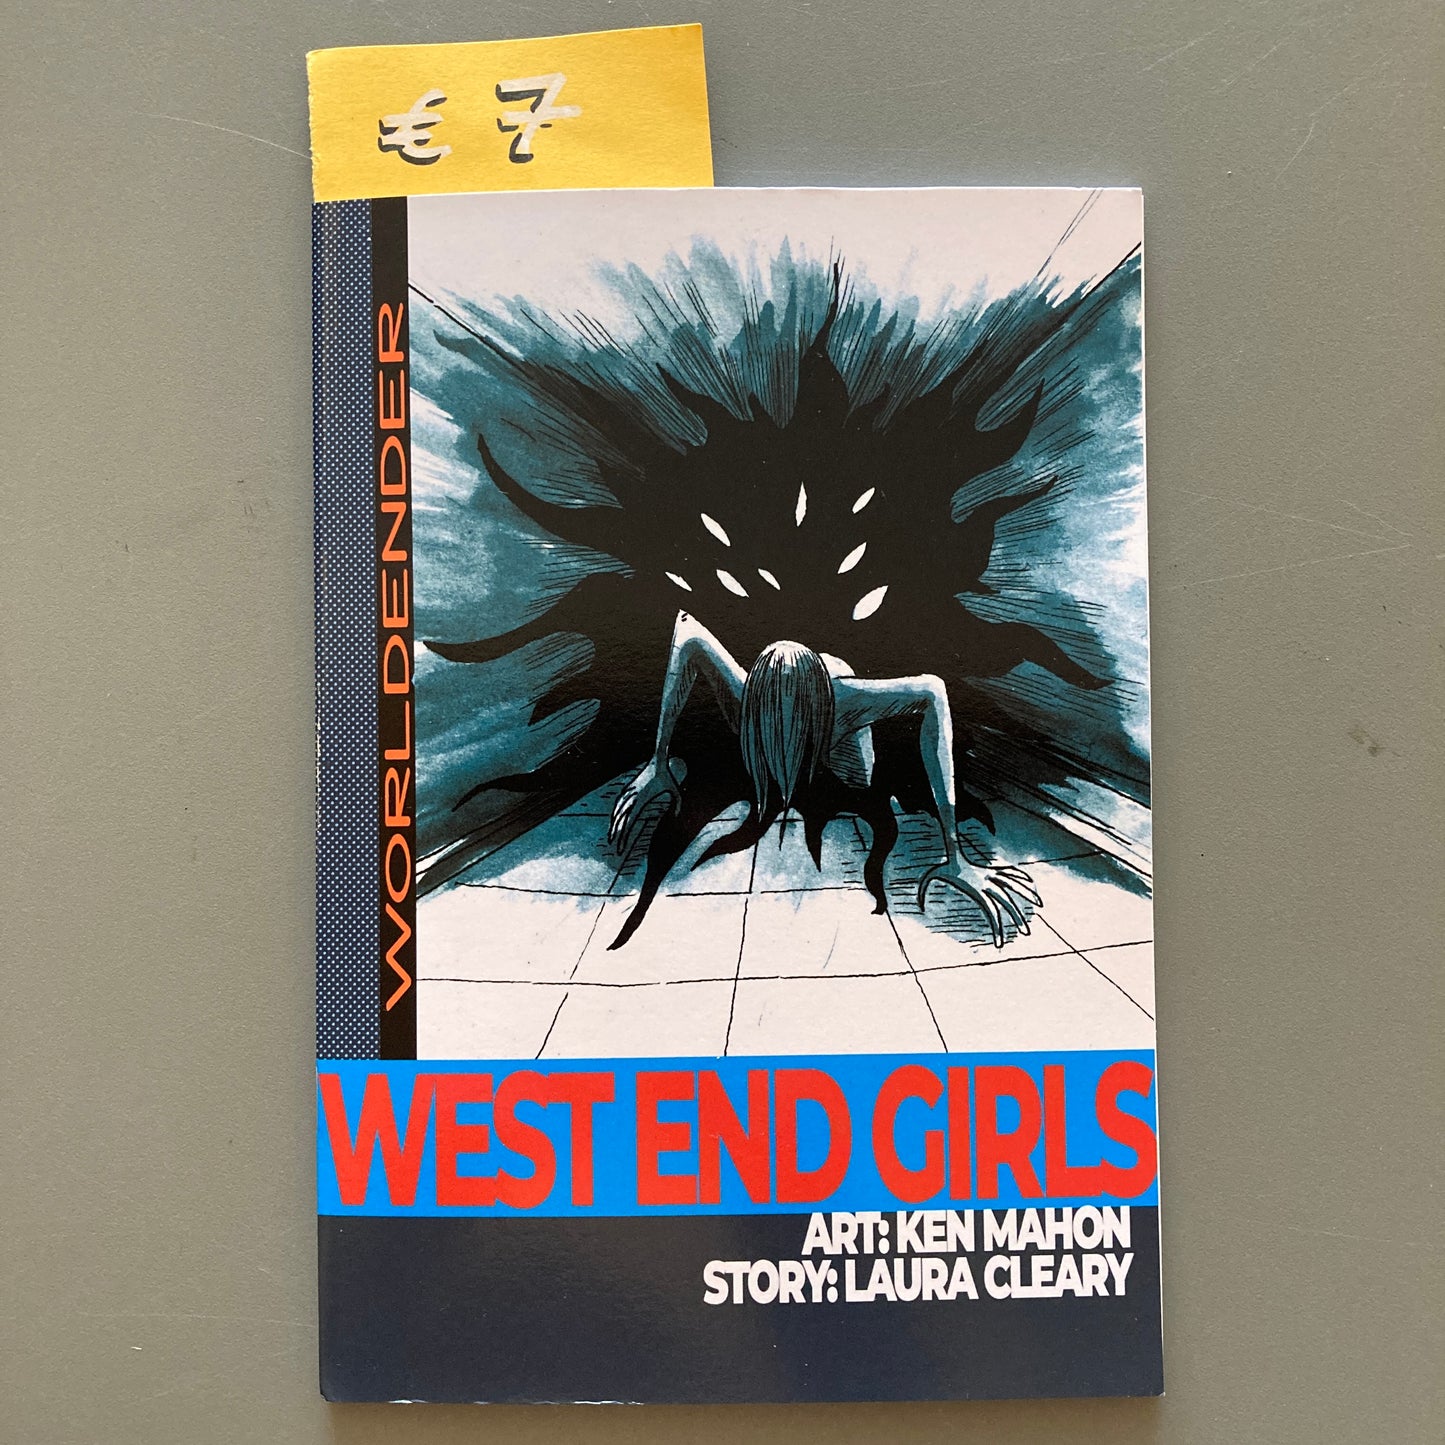 € 7
WORLDENDER
WEST END GIRLS
ART: KEN MAHON
STORY: LAURA CLEARY